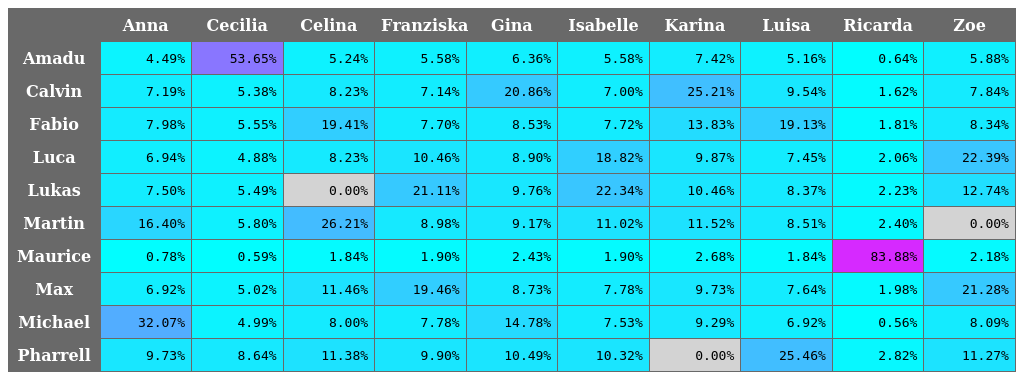 Anna Cecilia Celina Franziska Gina Isabelle Karina Luisa Ricarda Zoe
Amadu 4.49% 53.65% 5.24% 5.58% 6.36% 5.58% 7.42% 5.16% 0.64% 5.88%
Calvin 7.19% 5.38% 8.23% 7.14% 20.86% 7.00% 25.21% 9.54% 1.62% 7.84%
Fabio 7.98% 5.55% 19.41% 7.70% 8.53% 7.72% 13.83% 19.13% 1.81% 8.34%
Luca 6.94% 4.88% 8.23% 10.46% 8.90% 18.82% 9.87% 7.45% 2.06% 22.39%
Lukas 7.50% 5.49% 0.00% 21.11% 9.76% 22.34% 10.46% 8.37% 2.23% 12.74%
Martin 16.40% 5.80% 26.21% 8.98% 9.17% 11.02% 11.52% 8.51% 2.40% 0.00%
Maurice 0.78% 0.59% 1.84% 1.90% 2.43% 1.90% 2.68% 1.84% 83.88% 2.18%
Max 6.92% 5.02% 11.46% 19.46% 8.73% 7.78% 9.73% 7.64% 1.98% 21.28%
Michael 32.07% 4.99% 8.00% 7.78% 14.78% 7.53% 9.29% 6.92% 0.56% 8.09%
Pharrell 9.73% 8.64% 11.38% 9.90% 10.49% 10.32% 0.00% 25.46% 2.82% 11.27%